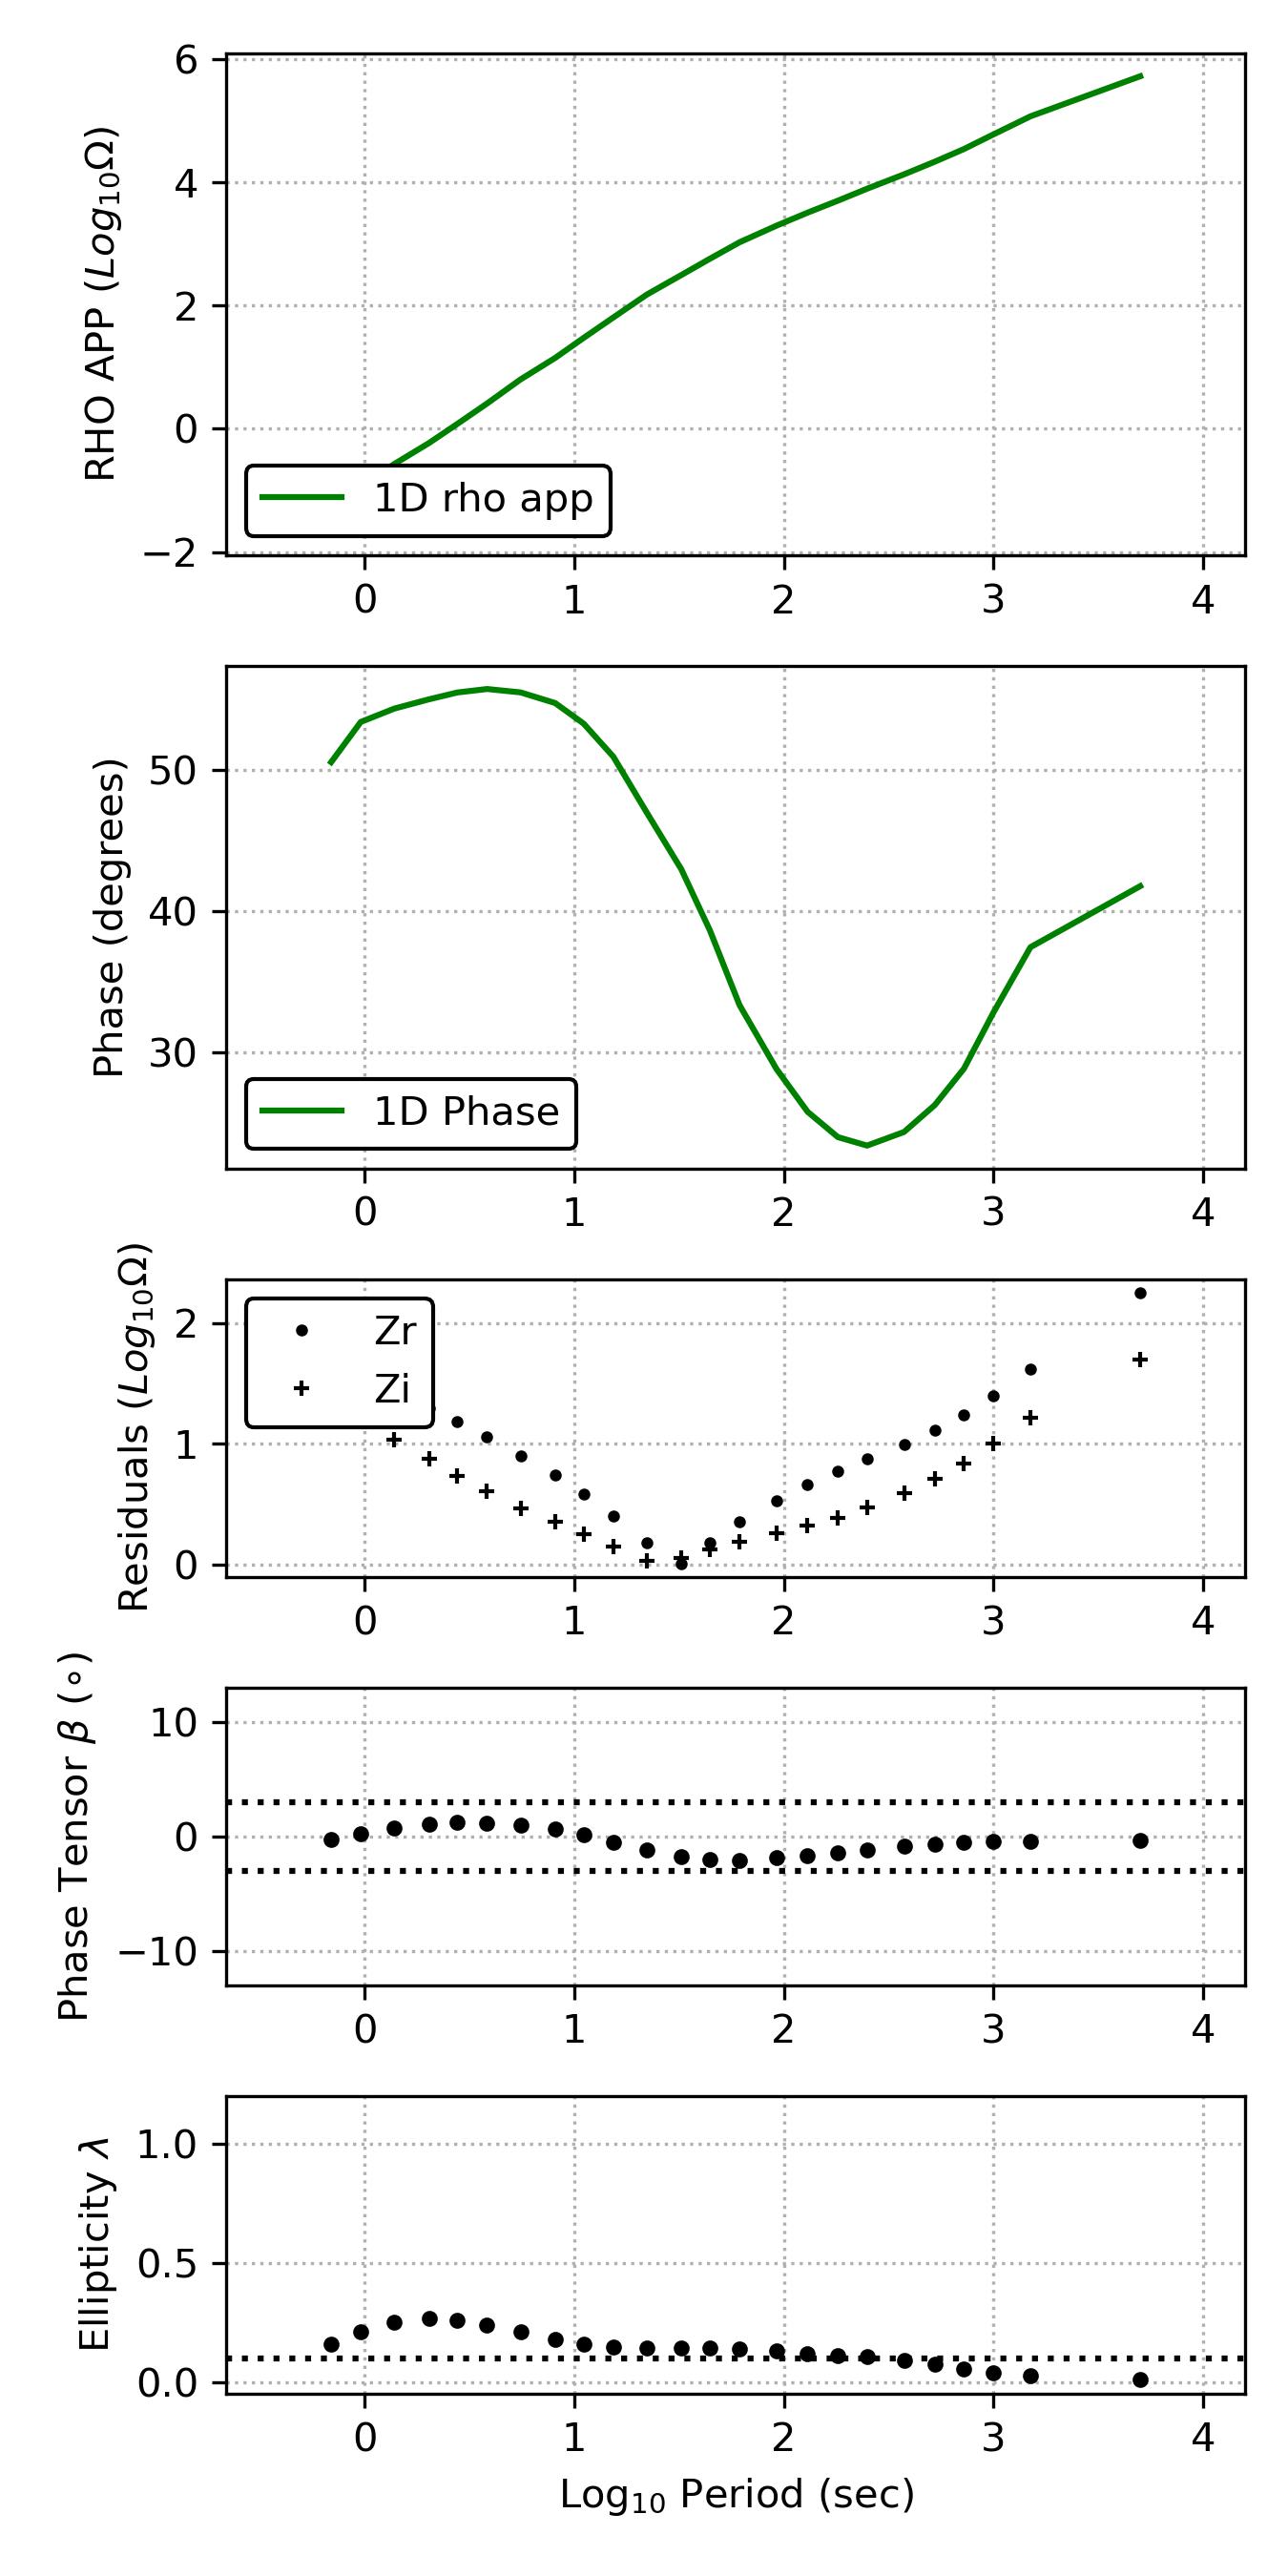 6
4
2
0
−2
RHO APP (Log₁₀Ω)
1D rho app
0 1 2 3 4
50
40
30
Phase (degrees)
1D Phase
0 1 2 3 4
2
1
0
Residuals (Log₁₀Ω)
Zr
Zi
0 1 2 3 4
10
0
−10
Phase Tensor β (∘)
0 1 2 3 4
1.0
0.5
0.0
Ellipticity λ
0 1 2 3 4
Log₁₀ Period (sec)